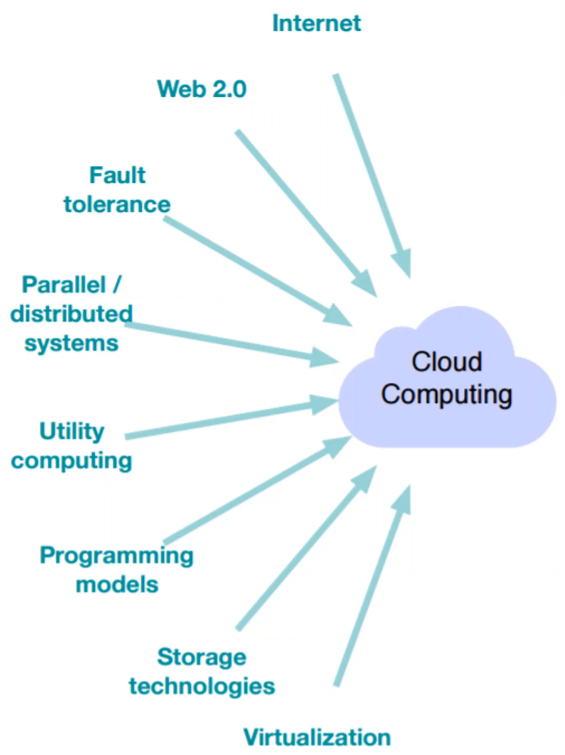 Internet
Web 2.0
Fault
tolerance
Parallel /
distributed
systems
Cloud
Computing
Utility
computing
Programming
models
Storage
technologies
Virtualization